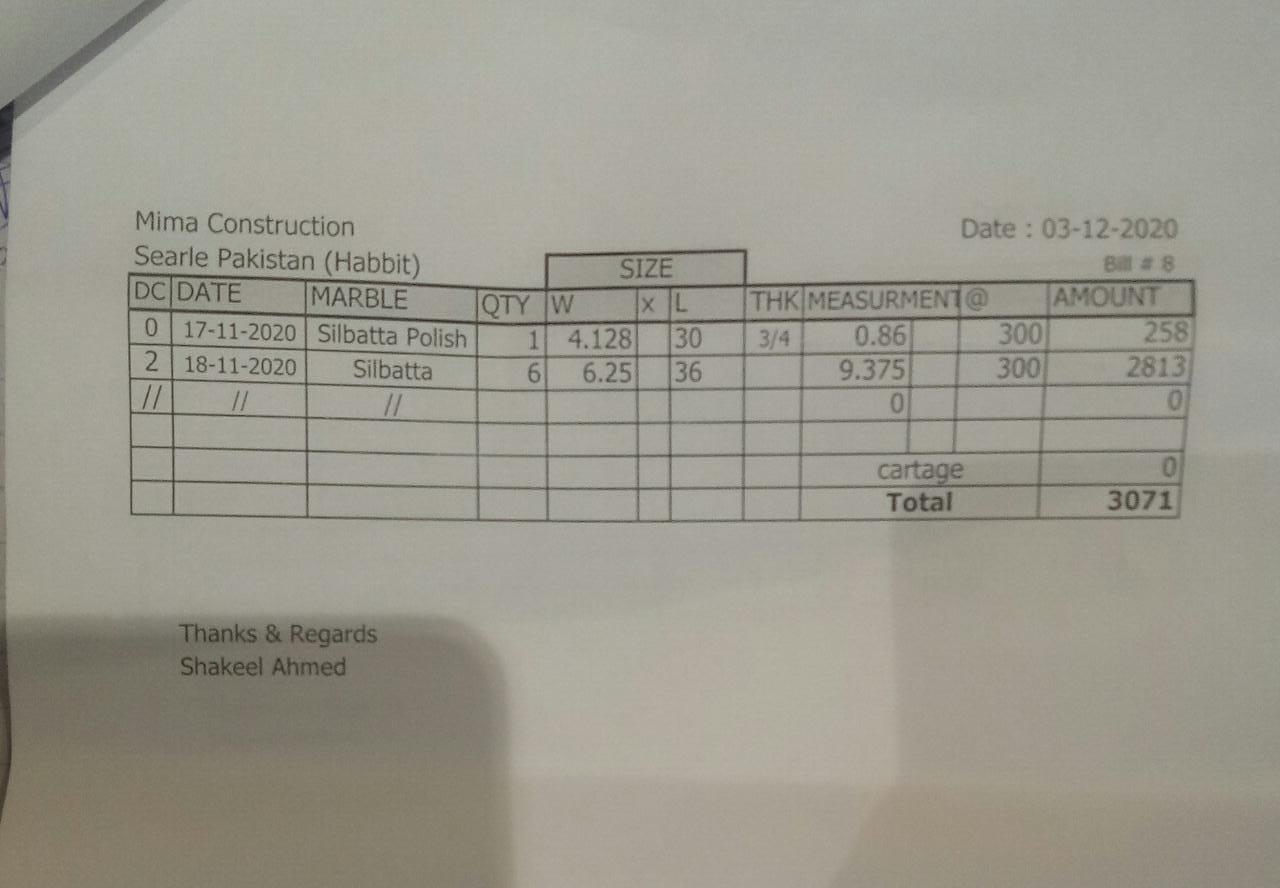 Mima Construction
Date : 03-12-2020
Searle Pakistan (Habbit)
Bill # 8
SIZE
DC DATE MARBLE QTY W x L THK MEASURMENT @ AMOUNT
0 17-11-2020 Silbatta Polish 1 4.128 30 3/4 0.86 300 258
2 18-11-2020 Silbatta 6 6.25 36 9.375 300 2813
// // // 0 0
cartage 0
Total 3071
Thanks & Regards
Shakeel Ahmed